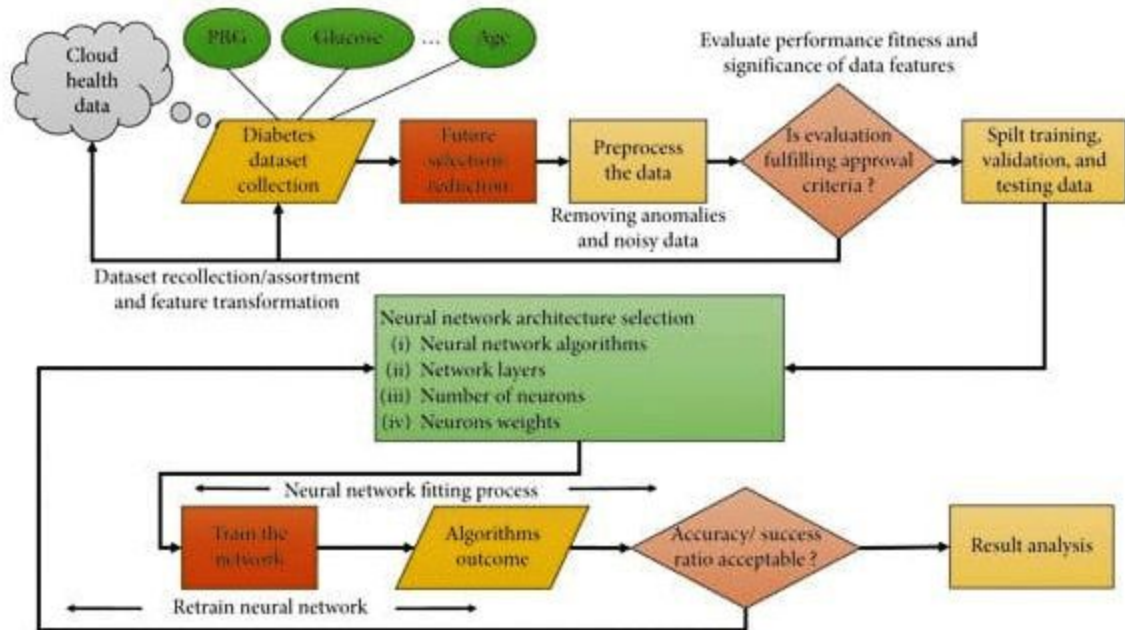 PRG
Glucose
...
Age
Cloud
health
data
Evaluate performance fitness and
significance of data features
Diabetes
dataset
collection
Future
selection/
reduction
Preprocess
the data
Is evaluation
fulfilling approval
criteria ?
Spilt training,
validation, and
testing data
Removing anomalies
and noisy data
Dataset recollection/assortment
and feature transformation
Neural network architecture selection
(i) Neural network algorithms
(ii) Network layers
(iii) Number of neurons
(iv) Neurons weights
Neural network fitting process
Train the
network
Algorithms
outcome
Accuracy/ success
ratio acceptable ?
Result analysis
Retrain neural network